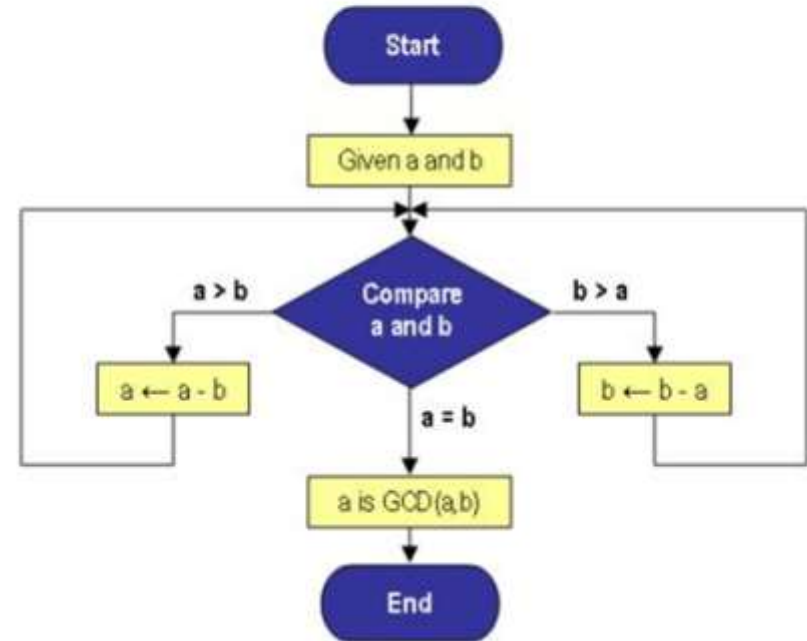 Start
Given a and b
a > b
Compare
a and b
b > a
a ← a - b
b ← b - a
a = b
a is GCD(a,b)
End